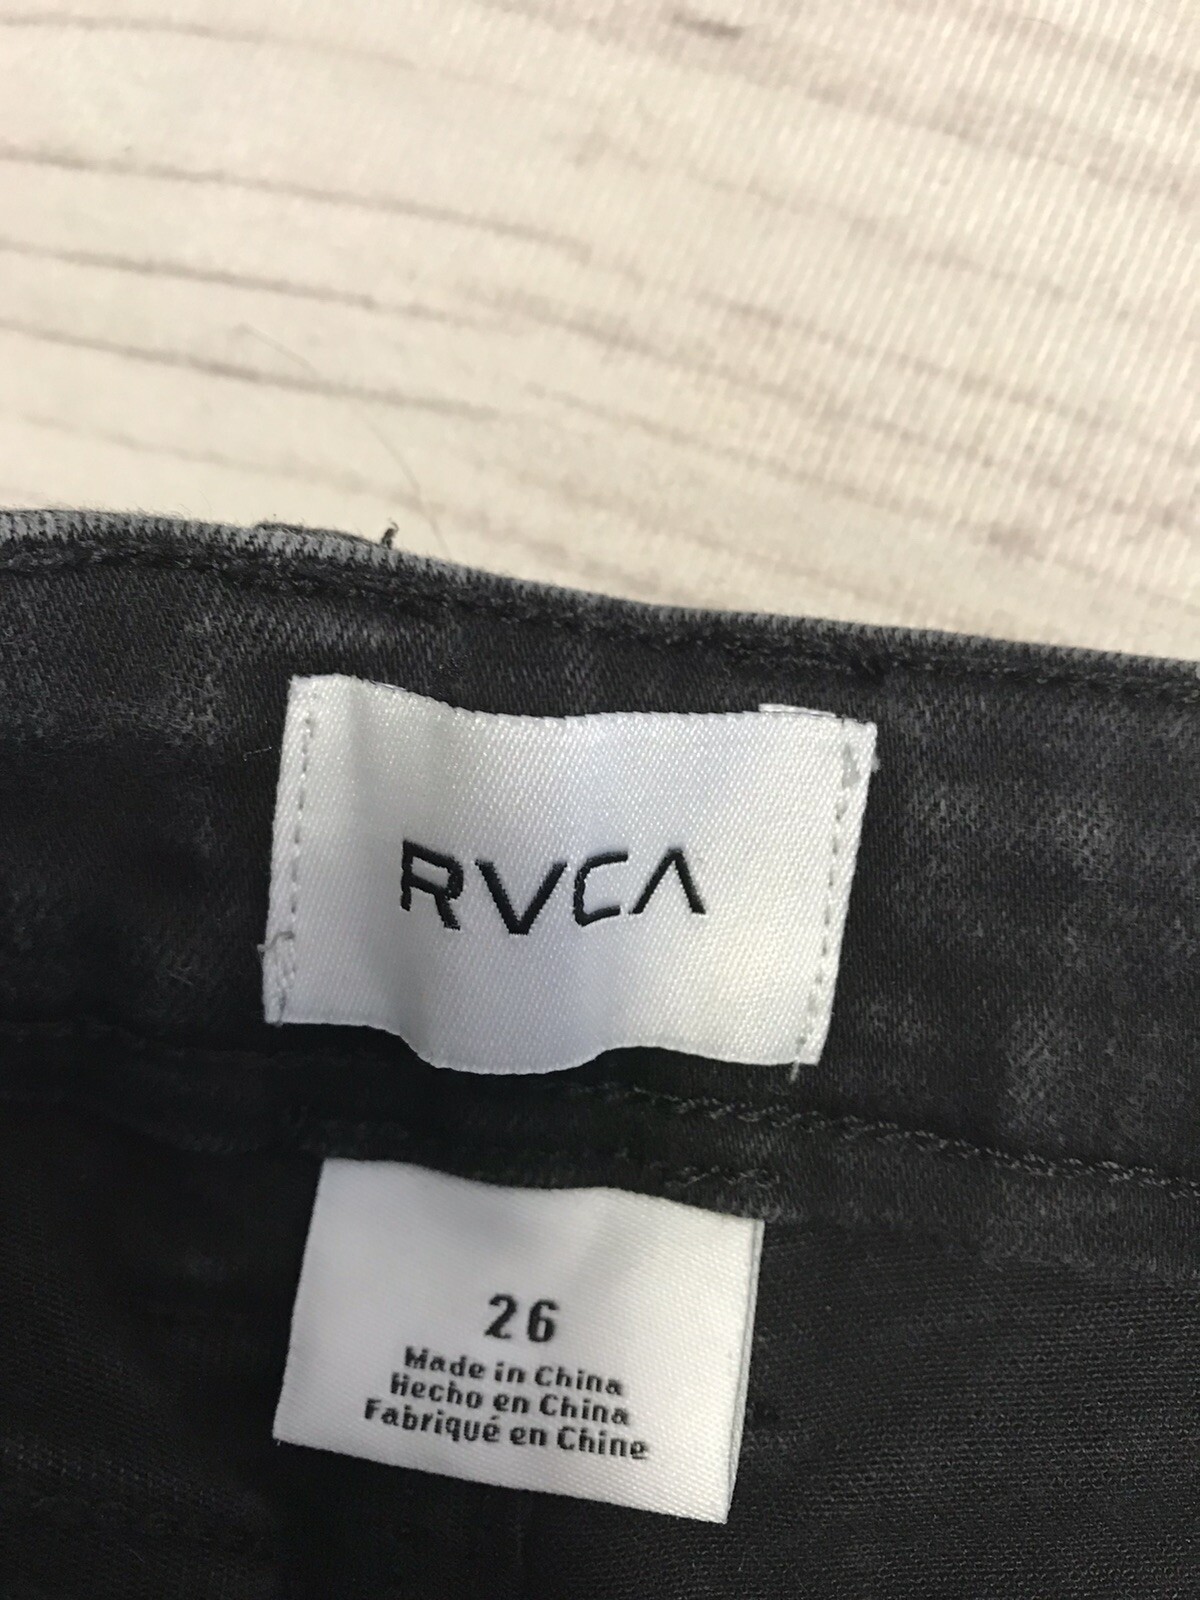 RVCA
26
Made in China
Hecho en China
Fabriqué en Chine